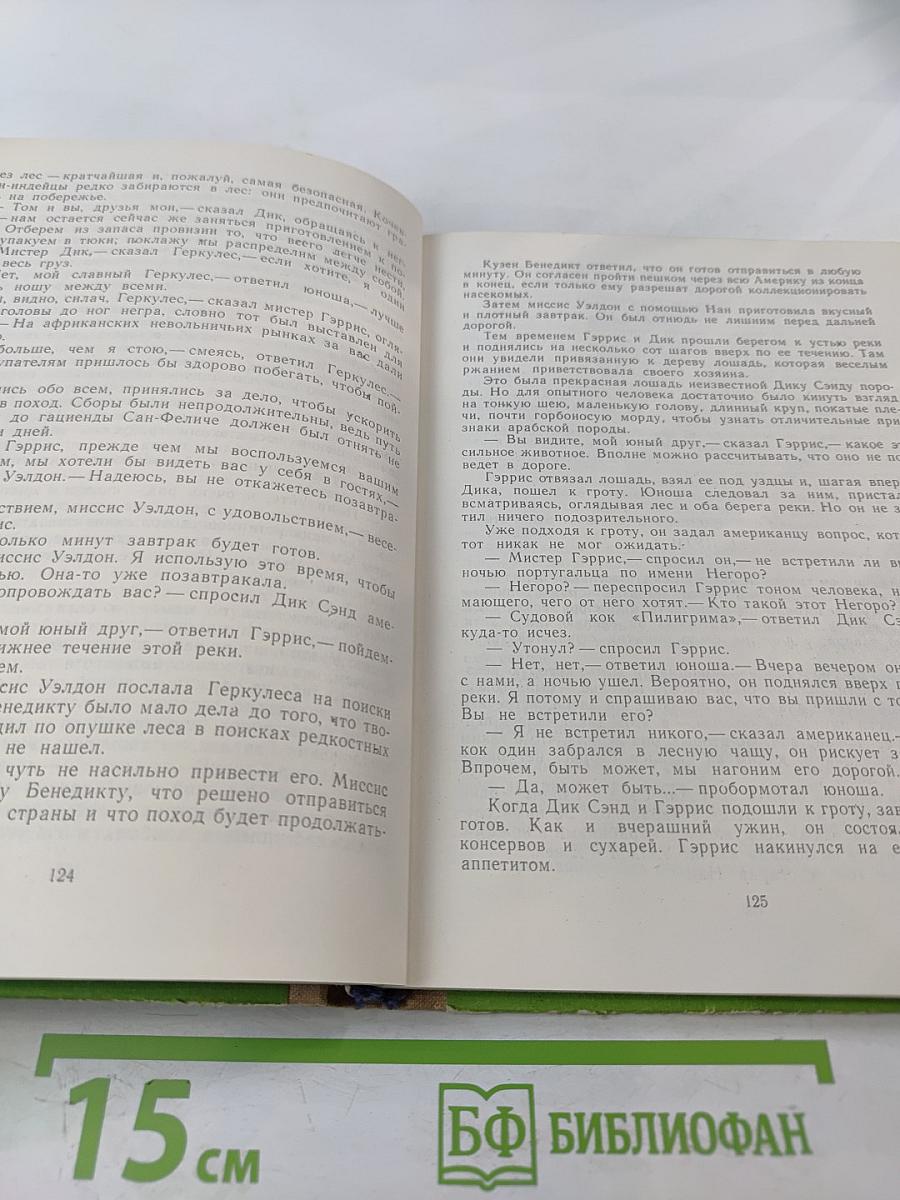 ез лес — кратчайшая и, пожалуй, самая безопасная. Кочев-
и-индейцы редко забираются в лес: они предпочитают гра-
на побережье.
— Том и вы, друзья мои,— сказал Дик, обращаясь к нег-
— нам остается сейчас же заняться приготовлением к по-
Отберем из запаса провизии то, что всего легче нести,
упакуем в тюки; поклажу мы распределим между собой.
Мистер Дик,— сказал Геркулес,— если хотите, я один
весь груз.
ет, мой славный Геркулес,— ответил юноша,— лучше
ь ношу между всеми.
ы, видно, силач, Геркулес,— сказал мистер Гэррис, огля-
головы до ног негра, словно тот был выставлен для
— На африканских невольничьих рынках за вас дали
о.
больше, чем я стою,— смеясь, ответил Геркулес.—
упателям пришлось бы здорово побегать, чтобы пой-
лись обо всем, принялись за дело, чтобы ускорить
в поход. Сборы были непродолжительны, ведь путь
до гациенды Сан-Феличе должен был отнять не
и дней.
Гэррис, прежде чем мы воспользуемся вашим
м, мы хотели бы видеть вас у себя в гостях,—
Уэлдон.— Надеюсь, вы не откажетесь позавтра-
ствием, миссис Уэлдон, с удовольствием,— весе-
ис.
олько минут завтрак будет готов.
иссис Уэлдон. Я использую это время, чтобы
ью. Она-то уже позавтракала.
опровождать вас? — спросил Дик Сэнд аме-
мой юный друг,— ответил Гэррис,— пойдем-
ижнее течение этой реки.
ем.
ссис Уэлдон послала Геркулеса на поиски
енедикту было мало дела до того, что тво-
дил по опушке леса в поисках редкостных
не нашел.
чуть не насильно привести его. Миссис
у Бенедикту, что решено отправиться
страны и что поход будет продолжать-
124
Кузен Бенедикт ответил, что он готов отправиться в любую
минуту. Он согласен пройти пешком через всю Америку из конца
в конец, если только ему разрешат дорогой коллекционировать
насекомых.
Затем миссис Уэлдон с помощью Нан приготовила вкусный
и плотный завтрак. Он был отнюдь не лишним перед дальней
дорогой.
Тем временем Гэррис и Дик прошли берегом к устью реки
и поднялись на несколько сот шагов вверх по ее течению. Там
они увидели привязанную к дереву лошадь, которая веселым
ржанием приветствовала своего хозяина.
Это была прекрасная лошадь неизвестной Дику Сэнду поро-
ды. Но для опытного человека достаточно было кинуть взгляд
на тонкую шею, маленькую голову, длинный круп, покатые пле-
чи, почти горбоносую морду, чтобы узнать отличительные при
знаки арабской породы.
— Вы видите, мой юный друг,— сказал Гэррис,— какое э
сильное животное. Вполне можно рассчитывать, что оно не по
ведет в дороге.
Гэррис отвязал лошадь, взял ее под уздцы и, шагая впер
Дика, пошел к гроту. Юноша следовал за ним, пристал
всматриваясь, оглядывая лес и оба берега реки. Но он не з
тил ничего подозрительного.
Уже подходя к гроту, он задал американцу вопрос, кот
тот никак не мог ожидать:
— Мистер Гэррис,— спросил он,— не встретили ли в
ночью португальца по имени Негоро?
— Негоро? — переспросил Гэррис тоном человека, н
мающего, чего от него хотят.— Кто такой этот Негоро?
— Судовой кок «Пилигрима»,— ответил Дик Сэ
куда-то исчез.
— Утонул? — спросил Гэррис.
— Нет, нет,— ответил юноша.— Вчера вечером он
с нами, а ночью ушел. Вероятно, он поднялся вверх п
реки. Я потому и спрашиваю вас, что вы пришли с то
Вы не встретили его?
— Я не встретил никого,— сказал американец.—
кок один забрался в лесную чащу, он рискует з
Впрочем, быть может, мы нагоним его дорогой.
— Да, может быть...— пробормотал юноша.
Когда Дик Сэнд и Гэррис подошли к гроту, зав
готов. Как и вчерашний ужин, он состоял
консервов и сухарей. Гэррис накинулся на е
аппетитом.
125
15 см
БФ БИБЛИОФАН